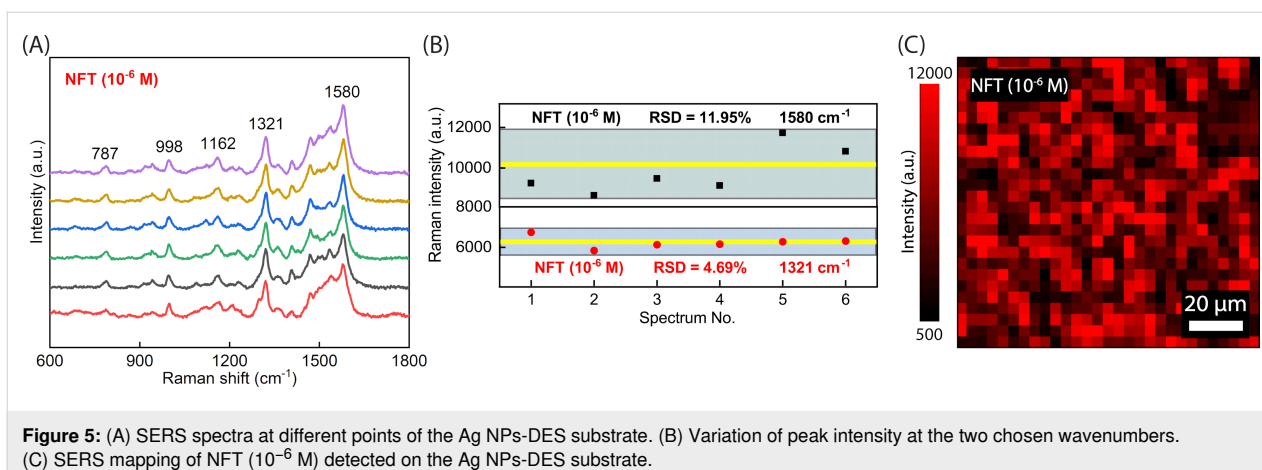 (A)
NFT (10⁻⁶ M)
787
998
1162
1321
1580
Intensity (a.u.)
600
900
1200
1500
1800
Raman shift (cm⁻¹)
(B)
NFT (10⁻⁶ M) RSD = 11.95% 1580 cm⁻¹
12000
10000
8000
6000
Raman intensity (a.u.)
NFT (10⁻⁶ M) RSD = 4.69% 1321 cm⁻¹
1 2 3 4 5 6
Spectrum No.
(C)
12000
Intensity (a.u.)
500
NFT (10⁻⁶ M)
20 µm
Figure 5: (A) SERS spectra at different points of the Ag NPs-DES substrate. (B) Variation of peak intensity at the two chosen wavenumbers.
(C) SERS mapping of NFT (10⁻⁶ M) detected on the Ag NPs-DES substrate.